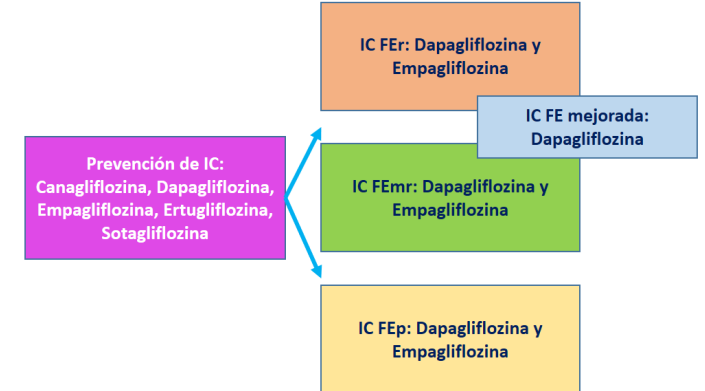 IC FEr: Dapagliflozina y
Empagliflozina
IC FE mejorada:
Dapagliflozina
Prevención de IC:
Canagliflozina, Dapagliflozina,
Empagliflozina, Ertugliflozina,
Sotagliflozina
IC FEmr: Dapagliflozina y
Empagliflozina
IC FEp: Dapagliflozina y
Empagliflozina